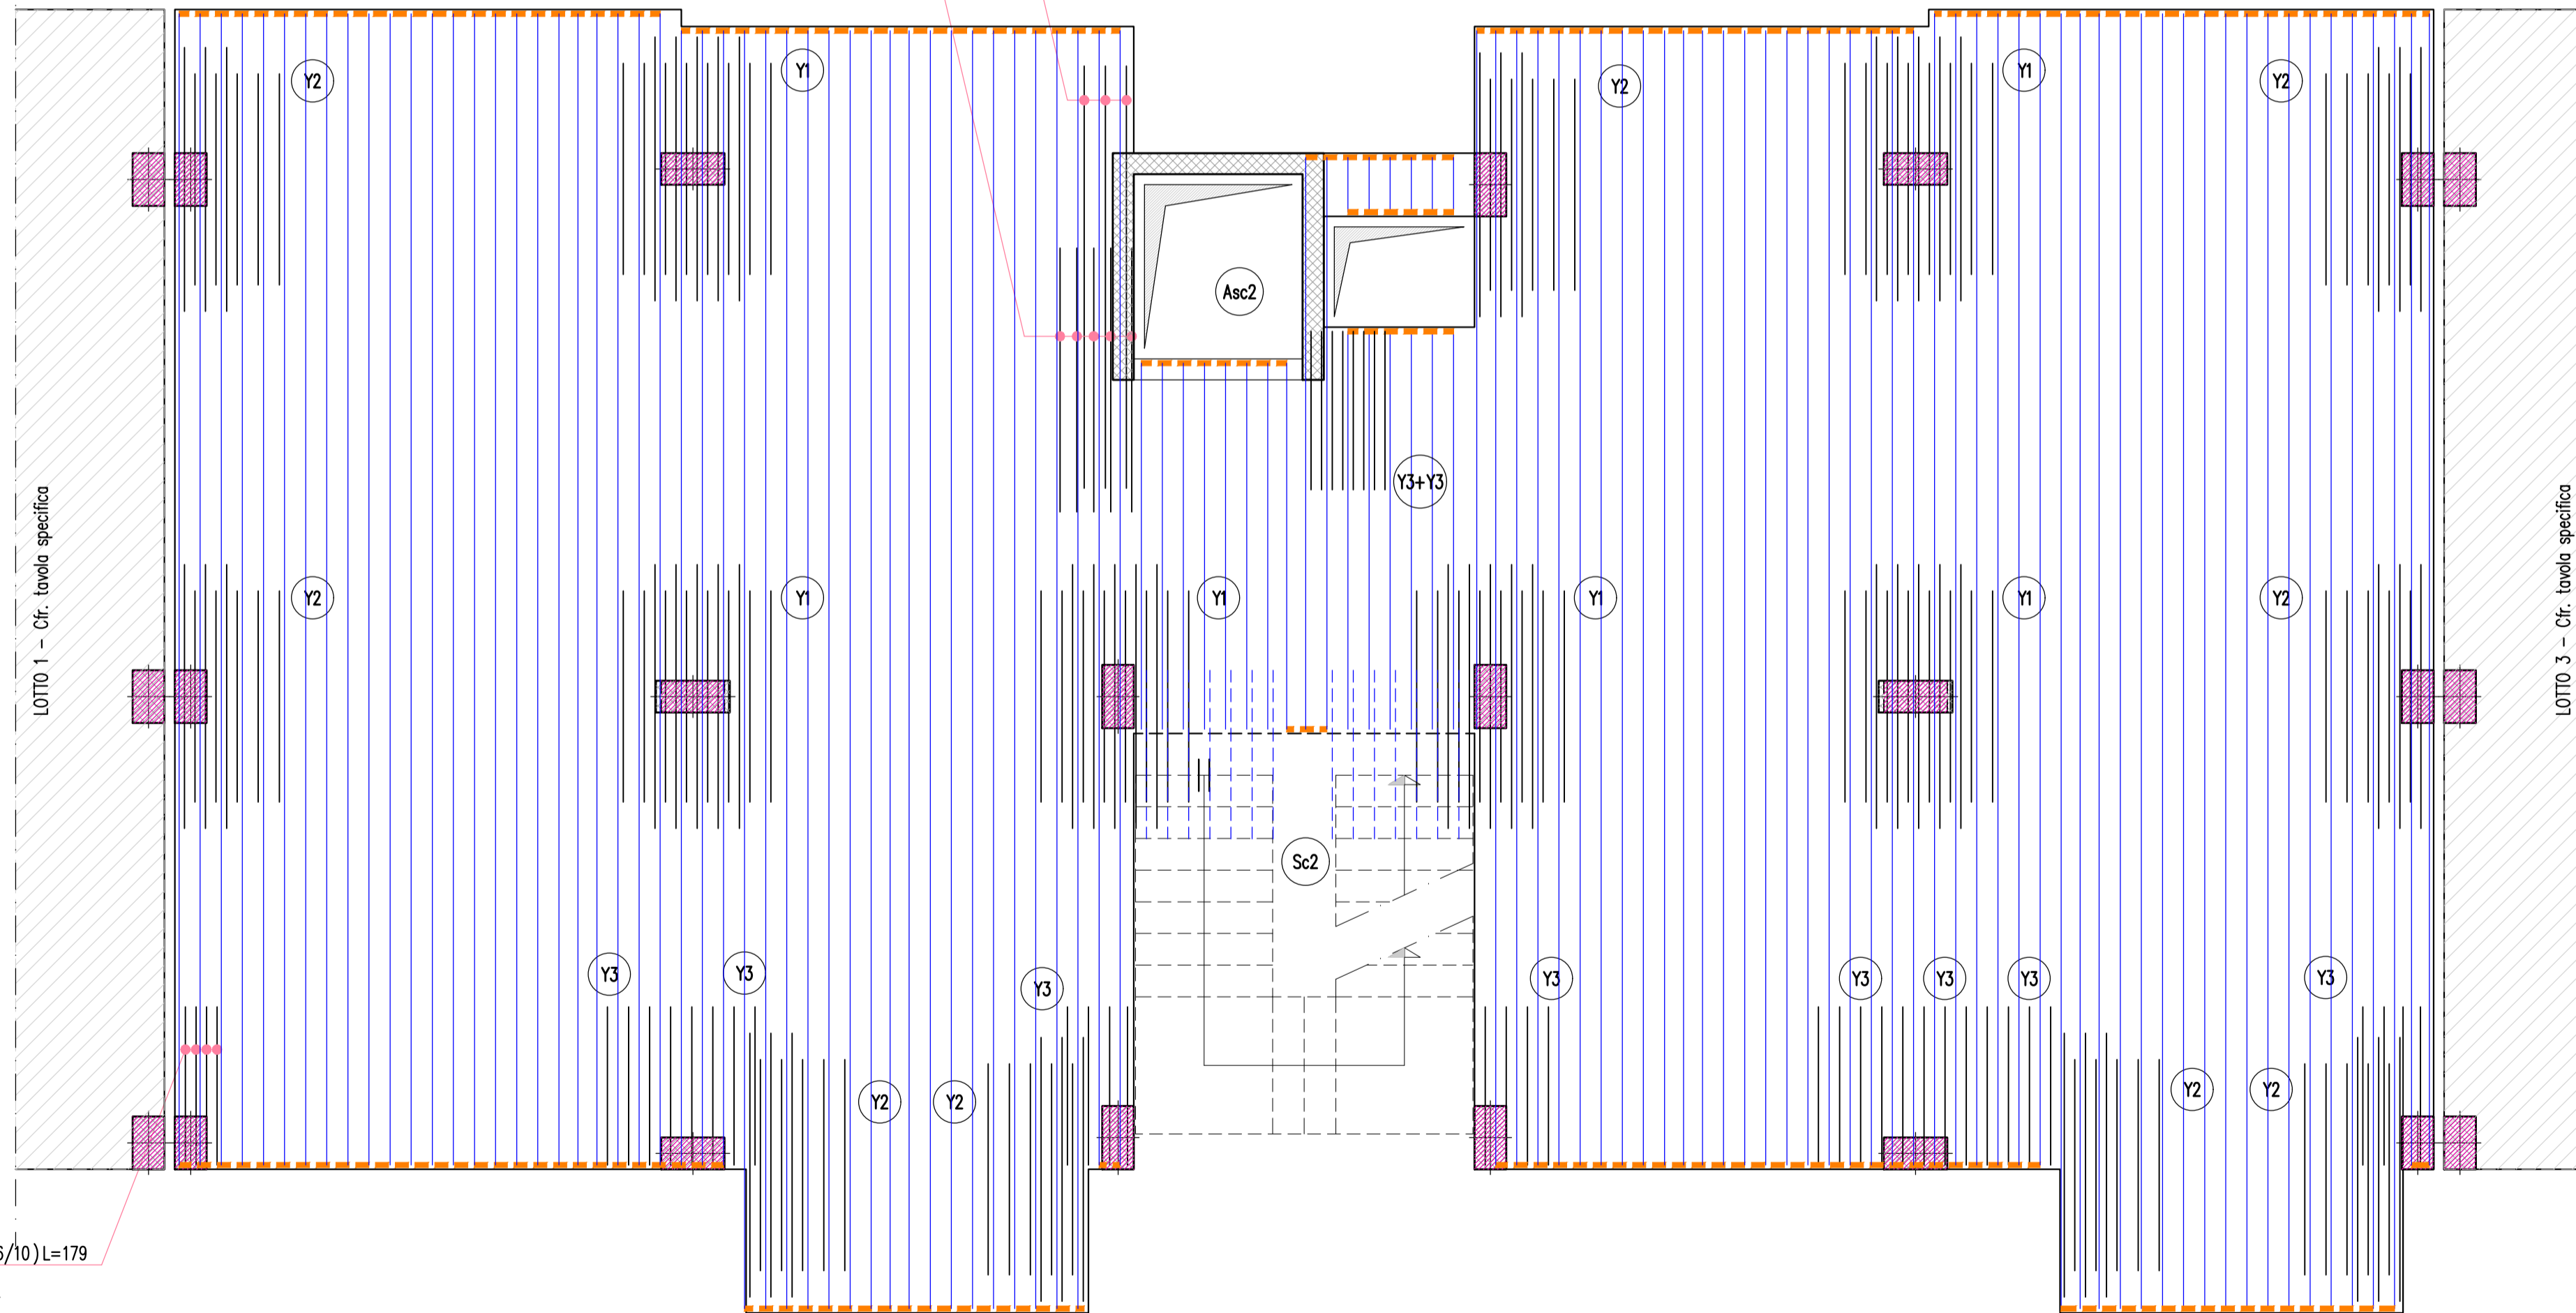 Y1
Y1
Y2
Y2
Y2
Asc2
Y3+Y3
LOTTO 1 - Cfr. tavola specifica
LOTTO 3 - Cfr. tavola specifica
Y2
Y1
Y1
Y1
Y1
Y2
Sc2
Y3
Y3
Y3
Y3
Y3
Y3
Y3
Y3
Y2
Y2
Y2
Y2
/10)L=179